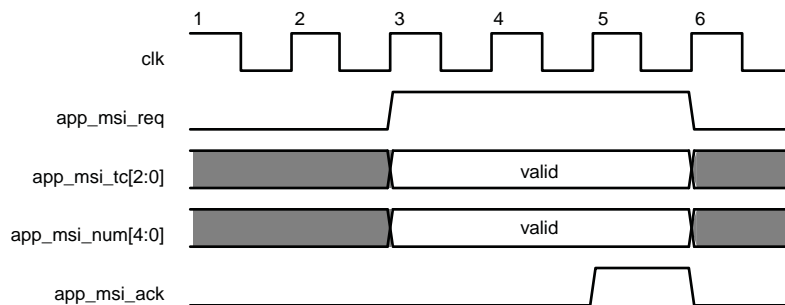 1 2 3 4 5 6
clk
app_msi_req
app_msi_tc[2:0] valid
app_msi_num[4:0] valid
app_msi_ack